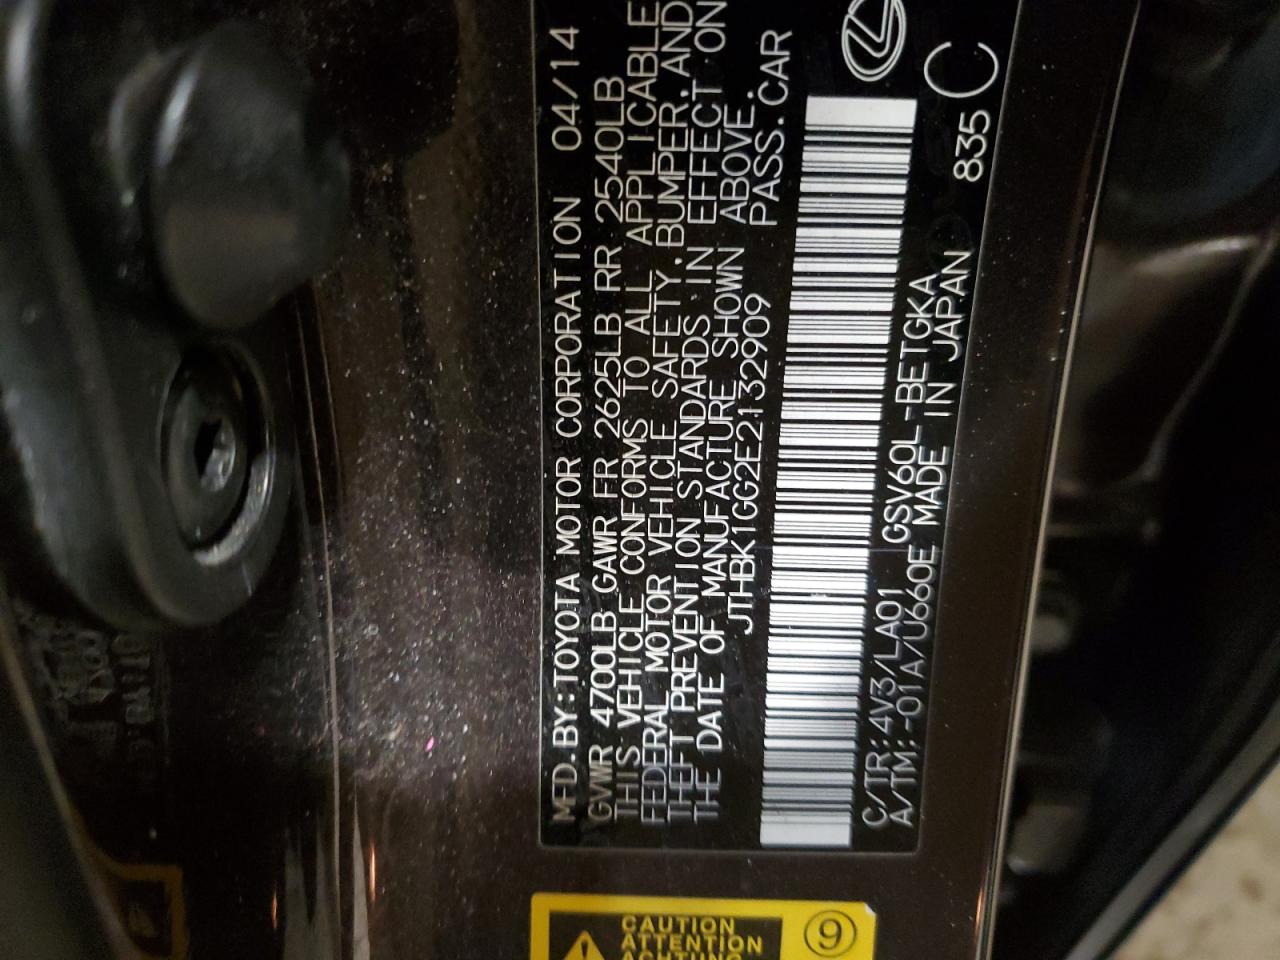 MFD.BY:TOYOTA MOTOR CORPORATION 04/14
GVWR 4700LB GAWR FR 2625LB RR 2540LB
THIS VEHICLE CONFORMS TO ALL APPLICABLE
FEDERAL MOTOR VEHICLE SAFETY,BUMPER,AND
THEFT PREVENTION STANDARDS IN EFFECT ON
THE DATE OF MANUFACTURE SHOWN ABOVE.
JTHBK1GG2E2132909 PASS.CAR
C/TR:4V3/LA01 GSV60L-BETGKA
A/TM:-01A/U660E MADE IN JAPAN 835 C
CAUTION
ATTENTION
ACHTUNG
9